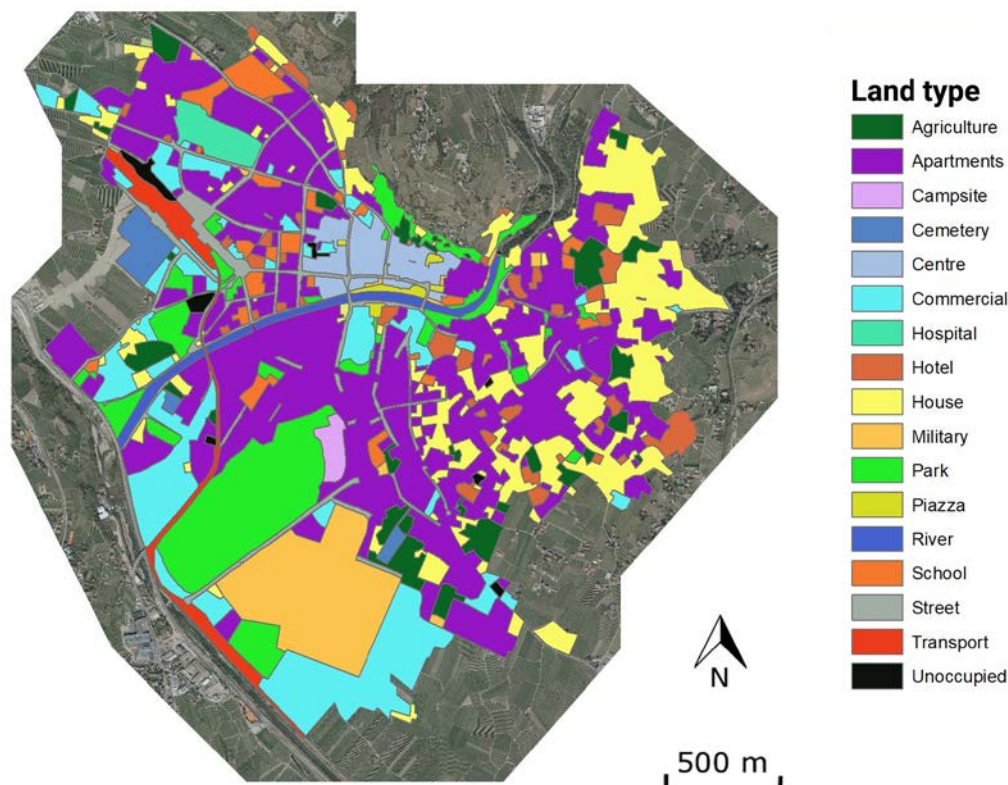 Land type
Agriculture
Apartments
Campsite
Cemetery
Centre
Commercial
Hospital
Hotel
House
Military
Park
Piazza
River
School
Street
Transport
Unoccupied
N
500 m